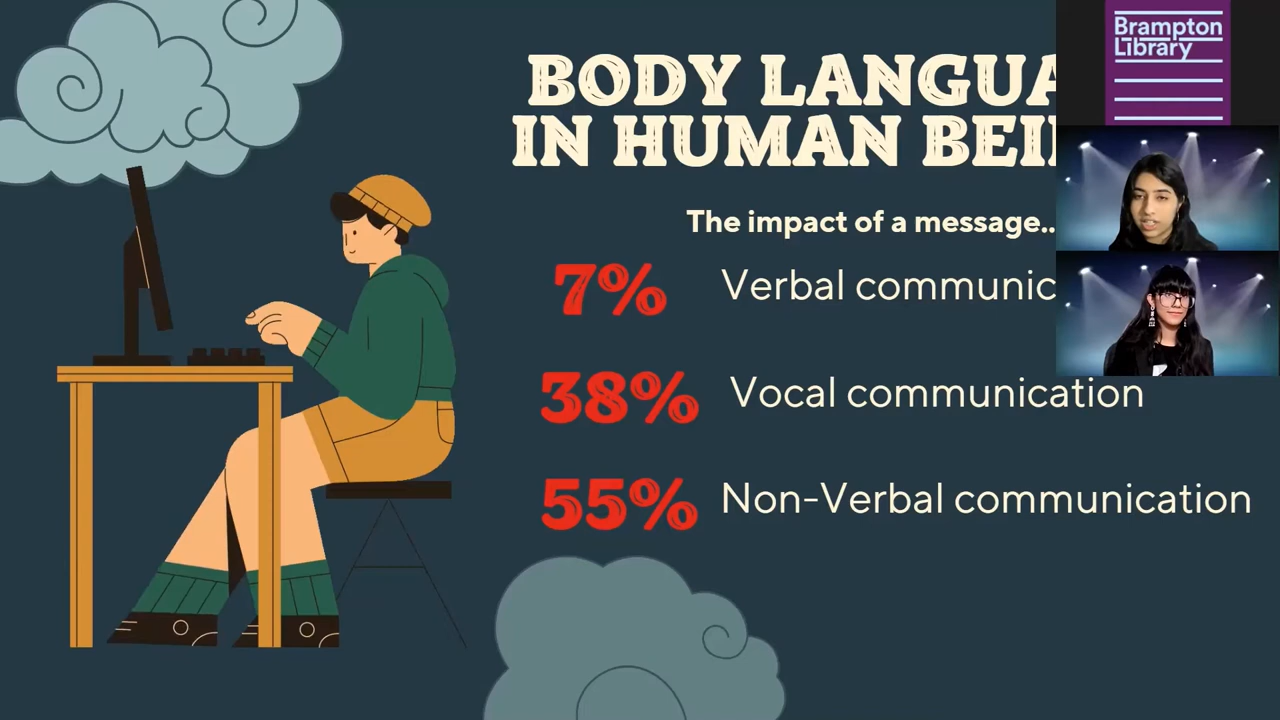 BODY LANGUA
IN HUMAN BEI
The impact of a message..
7% Verbal communic
38% Vocal communication
55% Non-Verbal communication
Brampton
Library